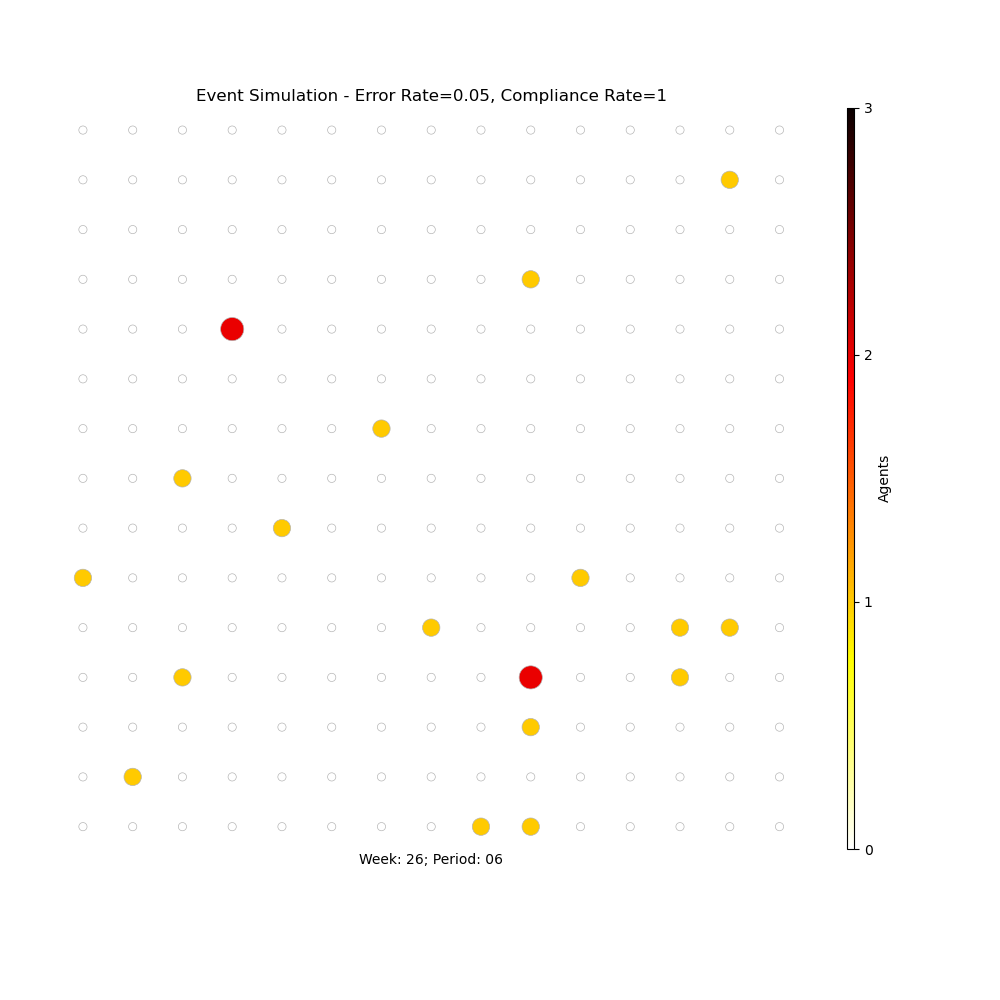 Event Simulation - Error Rate=0.05, Compliance Rate=1
3
2
Agents
1
0
Week: 26; Period: 06